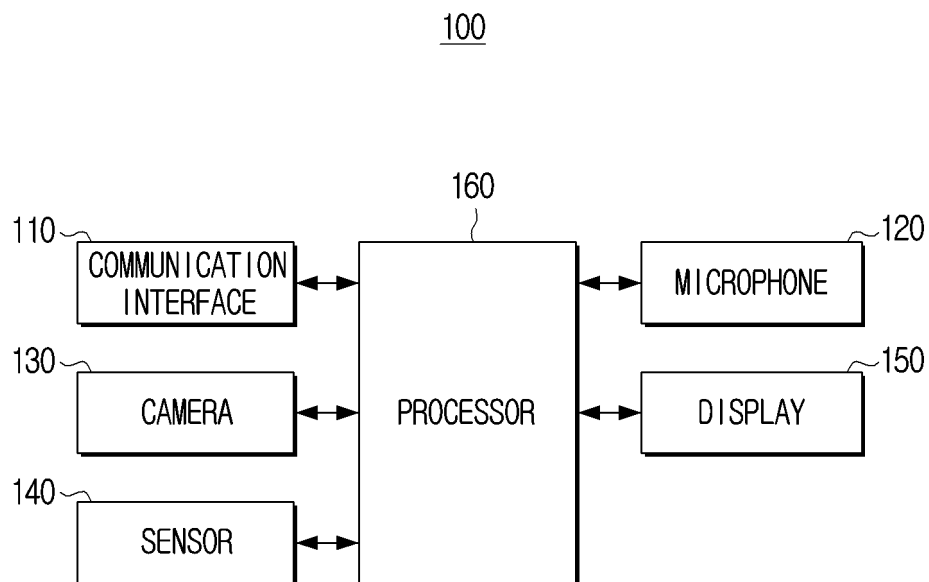 100
160
110
120
COMMUNICATION
INTERFACE
MICROPHONE
130
150
CAMERA
PROCESSOR
DISPLAY
140
SENSOR